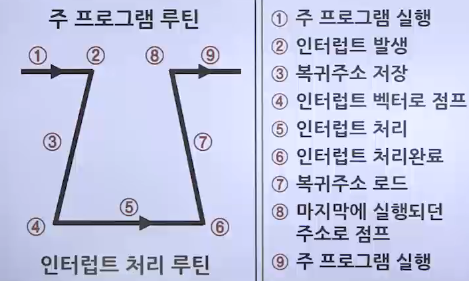 주 프로그램 루틴
① ② ⑧ ⑨
③ ⑦
④ ⑤ ⑥
인터럽트 처리 루틴
① 주 프로그램 실행
② 인터럽트 발생
③ 복귀주소 저장
④ 인터럽트 벡터로 점프
⑤ 인터럽트 처리
⑥ 인터럽트 처리완료
⑦ 복귀주소 로드
⑧ 마지막에 실행되던
주소로 점프
⑨ 주 프로그램 실행